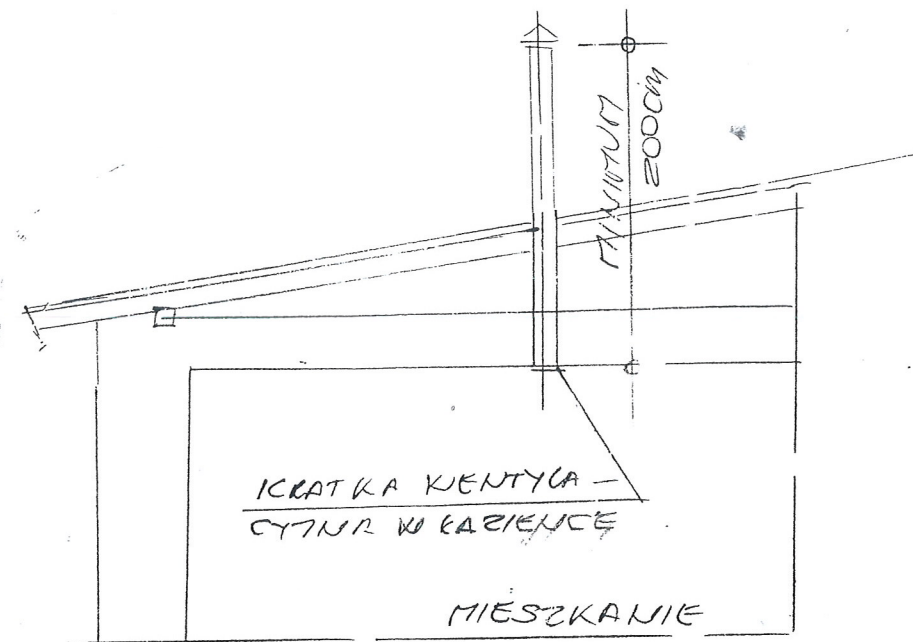 MINIMUM
200CM
KRATKA WENTYLA-
CYJNA W ŁAZIENCE
MIESZKANIE